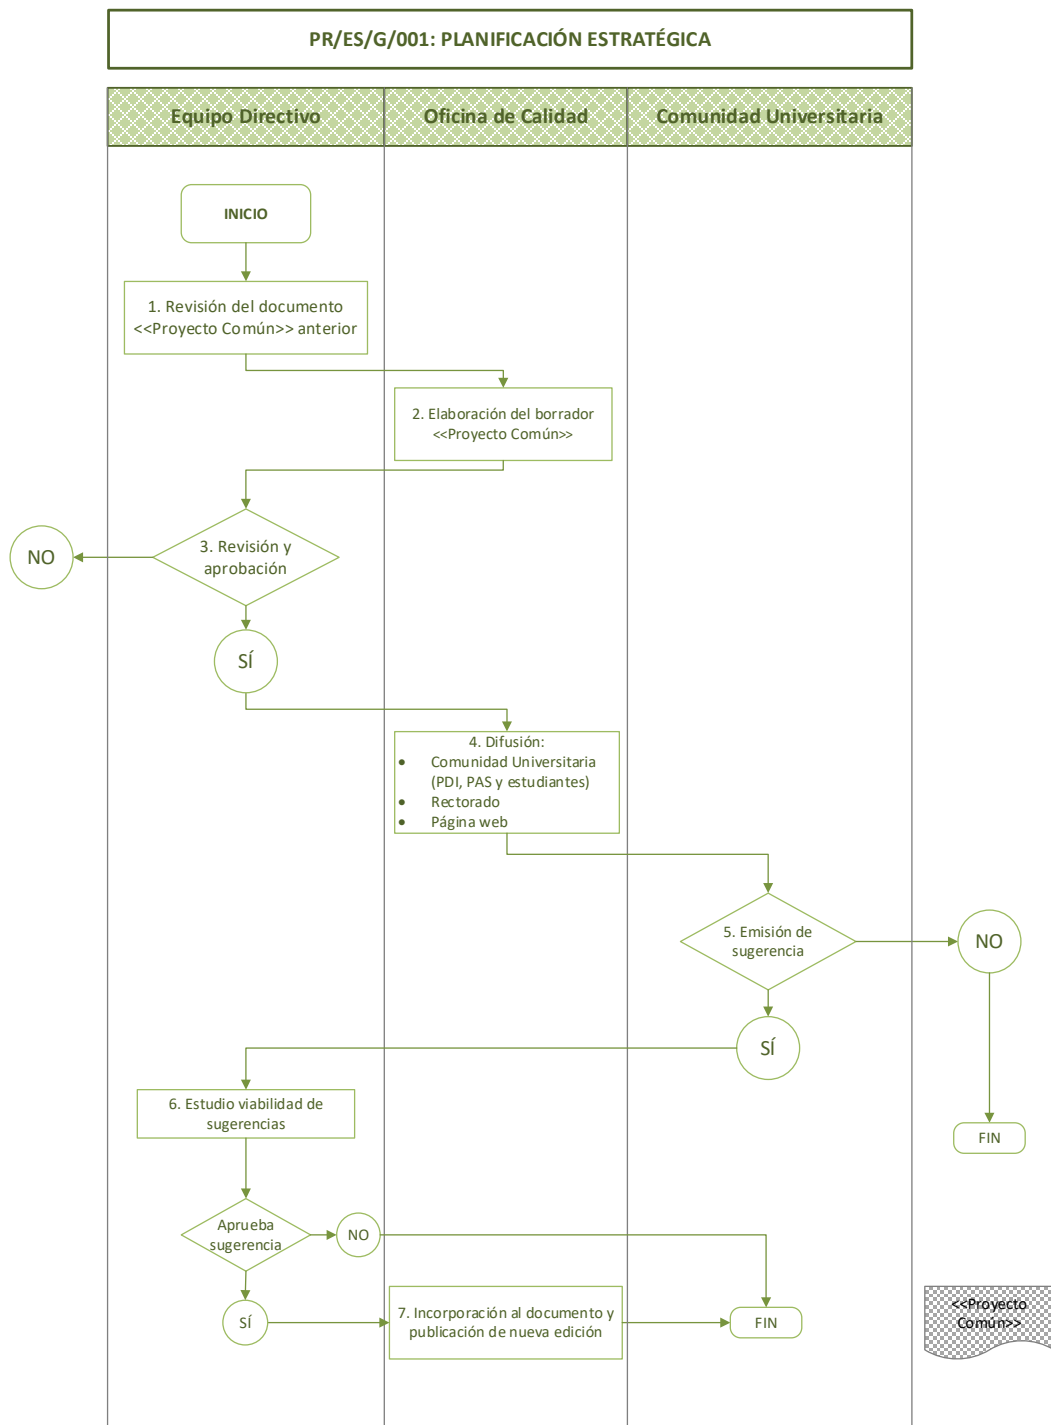 PR/ES/G/001: PLANIFICACIÓN ESTRATÉGICA
Equipo Directivo
Oficina de Calidad
Comunidad Universitaria
INICIO
1. Revisión del documento
<<Proyecto Común>> anterior
2. Elaboración del borrador
<<Proyecto Común>>
3. Revisión y
aprobación
NO
SÍ
4. Difusión:
• Comunidad Universitaria
(PDI, PAS y estudiantes)
• Rectorado
• Página web
5. Emisión de
sugerencia
NO
SÍ
6. Estudio viabilidad de
sugerencias
FIN
Aprueba
sugerencia
NO
SÍ
7. Incorporación al documento y
publicación de nueva edición
FIN
<<Proyecto
Común>>